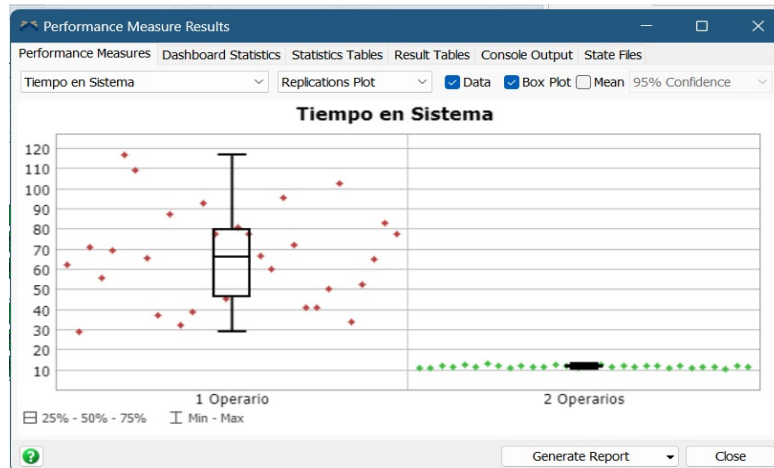 Performance Measure Results
Performance Measures Dashboard Statistics Statistics Tables Result Tables Console Output State Files
Tiempo en Sistema Replications Plot Data Box Plot Mean 95% Confidence
Tiempo en Sistema
120
110
100
90
80
70
60
50
40
30
20
10
1 Operario 2 Operarios
25% - 50% - 75% Min - Max
? Generate Report Close